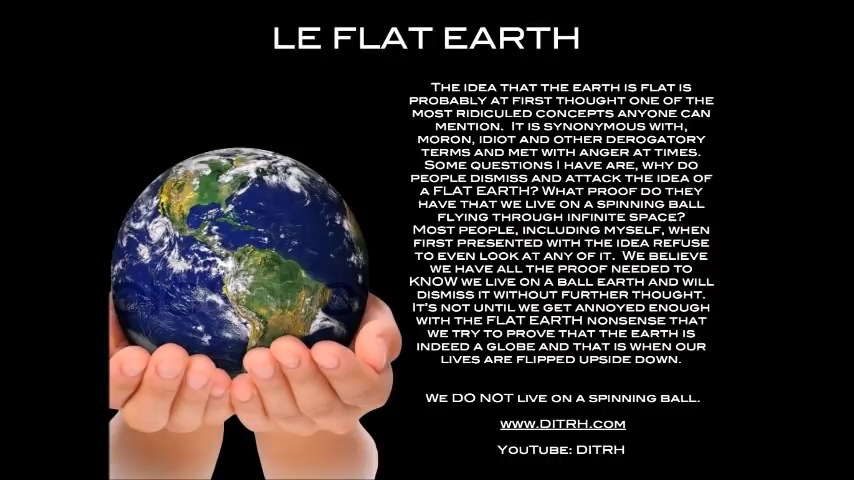 LE FLAT EARTH
THE IDEA THAT THE EARTH IS FLAT IS
PROBABLY AT FIRST THOUGHT ONE OF THE
MOST RIDICULED CONCEPTS ANYONE CAN
MENTION. IT IS SYNONYMOUS WITH,
MORON, IDIOT AND OTHER DEROGATORY
TERMS AND MET WITH ANGER AT TIMES.
SOME QUESTIONS I HAVE ARE, WHY DO
PEOPLE DISMISS AND ATTACK THE IDEA OF
A FLAT EARTH? WHAT PROOF DO THEY
HAVE THAT WE LIVE ON A SPINNING BALL
FLYING THROUGH INFINITE SPACE?
MOST PEOPLE, INCLUDING MYSELF, WHEN
FIRST PRESENTED WITH THE IDEA REFUSE
TO EVEN LOOK AT ANY OF IT. WE BELIEVE
WE HAVE ALL THE PROOF NEEDED TO
KNOW WE LIVE ON A BALL EARTH AND WILL
DISMISS IT WITHOUT FURTHER THOUGHT.
IT'S NOT UNTIL WE GET ANNOYED ENOUGH
WITH THE FLAT EARTH NONSENSE THAT
WE TRY TO PROVE THAT THE EARTH IS
INDEED A GLOBE AND THAT IS WHEN OUR
LIVES ARE FLIPPED UPSIDE DOWN.
WE DO NOT LIVE ON A SPINNING BALL.
WWW.DITRH.COM
YOUTUBE: DITRH